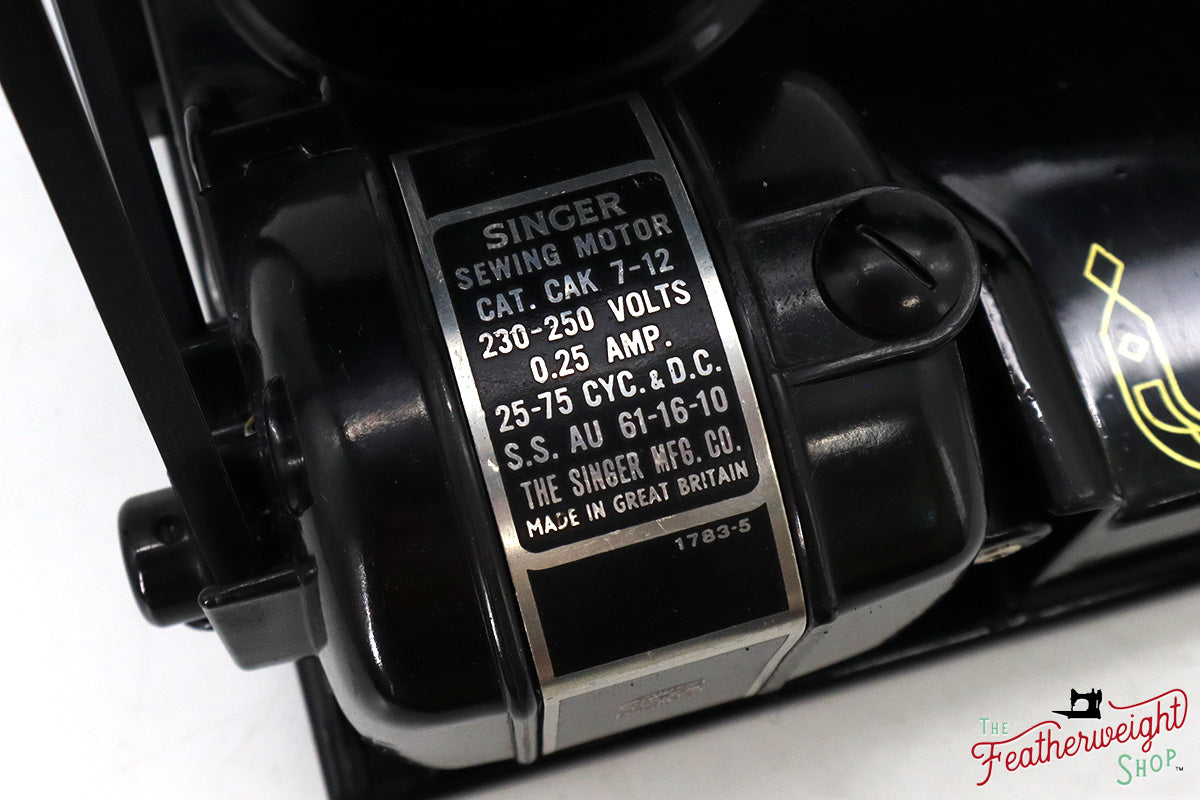 SINGER
SEWING MOTOR
CAT. CAK 7-12
230-250 VOLTS
0.25 AMP.
25-75 CYC. & D.C.
S.S. AU 61-16-10
THE SINGER MFG. CO.
MADE IN GREAT BRITAIN
1783-5
THE
Featherweight
SHOP™